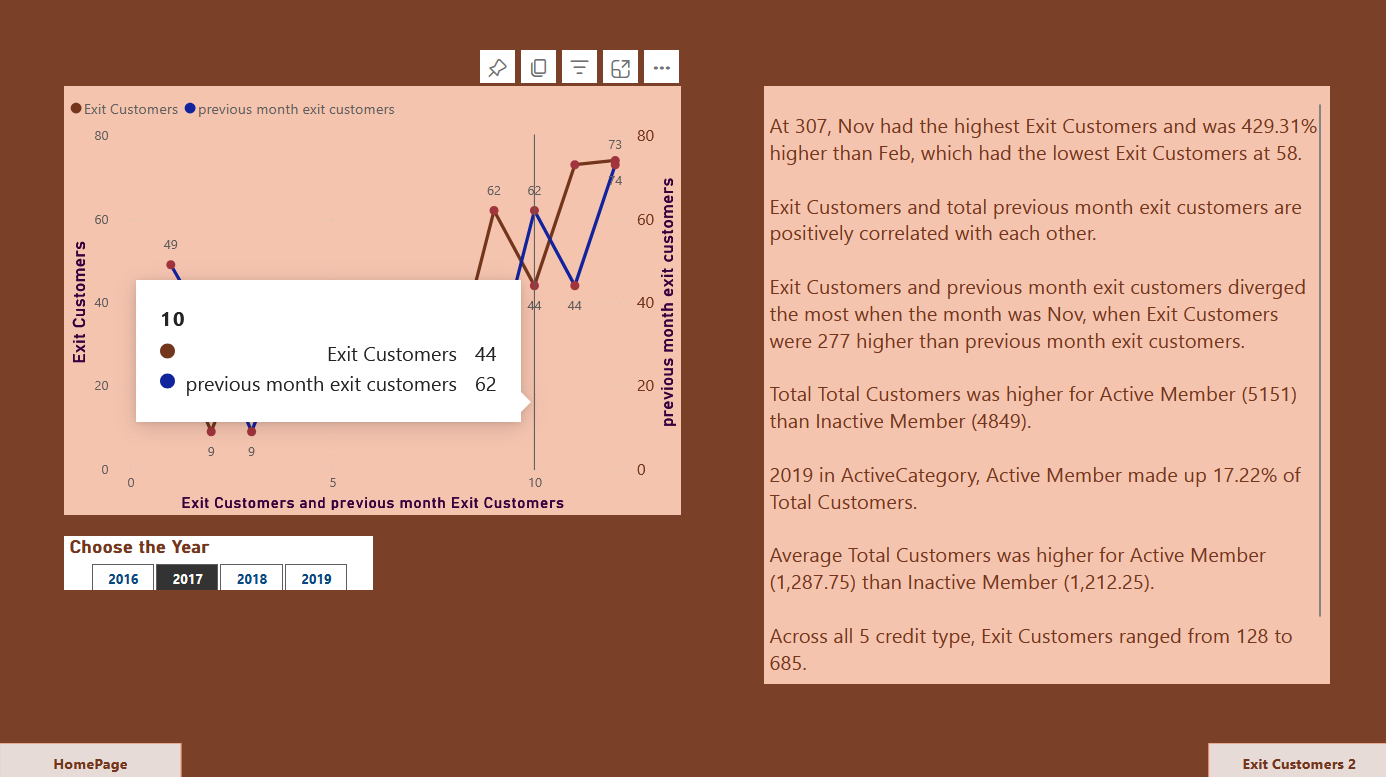 Exit Customers previous month exit customers
80
60
40
20
0
49
62
62
73
74
44
44
9
9
80
60
40
20
0
0
5
10
Exit Customers
previous month exit customers
Exit Customers and previous month Exit Customers
10
Exit Customers 44
previous month exit customers 62
Choose the Year
2016 2017 2018 2019
At 307, Nov had the highest Exit Customers and was 429.31%
higher than Feb, which had the lowest Exit Customers at 58.
Exit Customers and total previous month exit customers are
positively correlated with each other.
Exit Customers and previous month exit customers diverged
the most when the month was Nov, when Exit Customers
were 277 higher than previous month exit customers.
Total Total Customers was higher for Active Member (5151)
than Inactive Member (4849).
2019 in ActiveCategory, Active Member made up 17.22% of
Total Customers.
Average Total Customers was higher for Active Member
(1,287.75) than Inactive Member (1,212.25).
Across all 5 credit type, Exit Customers ranged from 128 to
685.
HomePage
Exit Customers 2